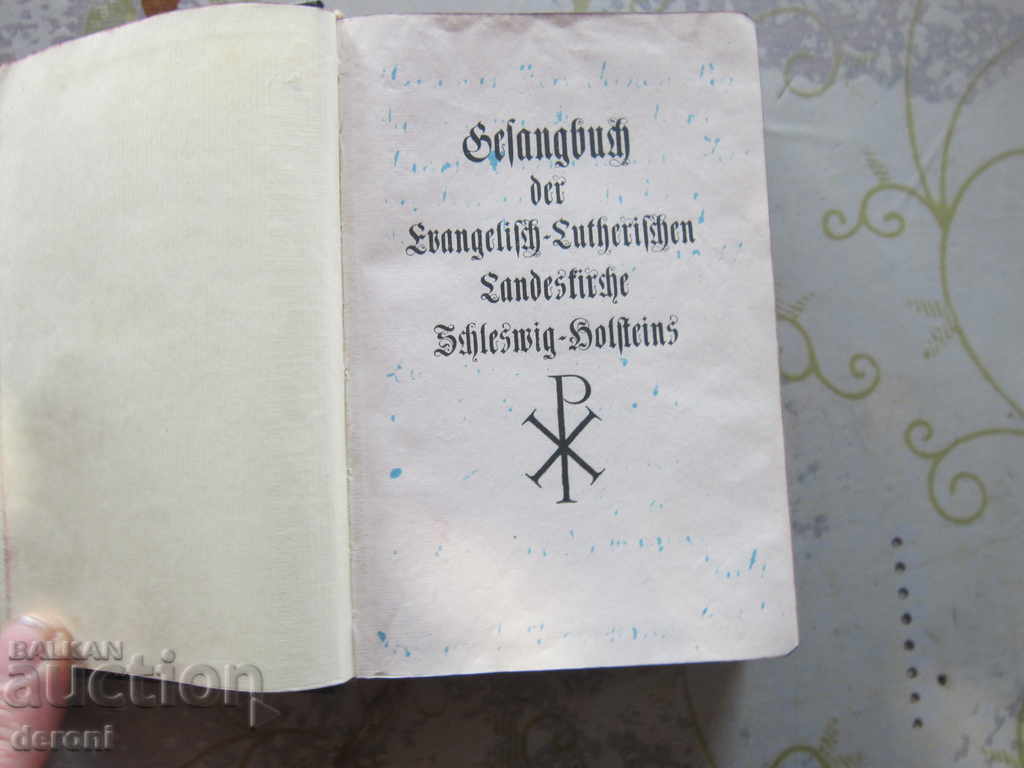 Gesangbuch
der
Evangelisch-Lutherischen
Landeskirche
Schleswig-Holsteins
BALKAN
auction
deroni